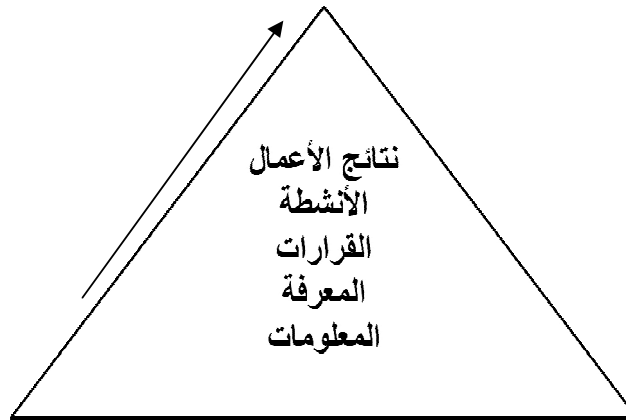 نتائج الأعمال
الأنشطة
القرارات
المعرفة
المعلومات